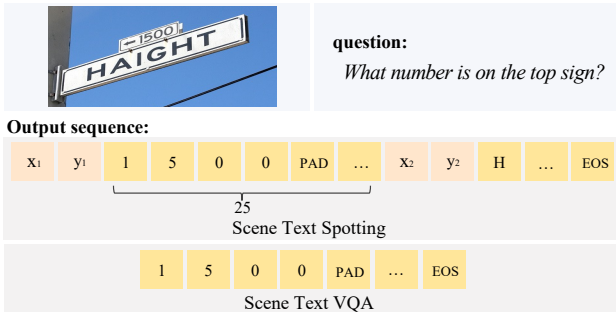 ←1500
HAIGHT
question:
What number is on the top sign?
Output sequence:
x₁ y₁ 1 5 0 0 PAD ... x₂ y₂ H ... EOS
25
Scene Text Spotting
1 5 0 0 PAD ... EOS
Scene Text VQA